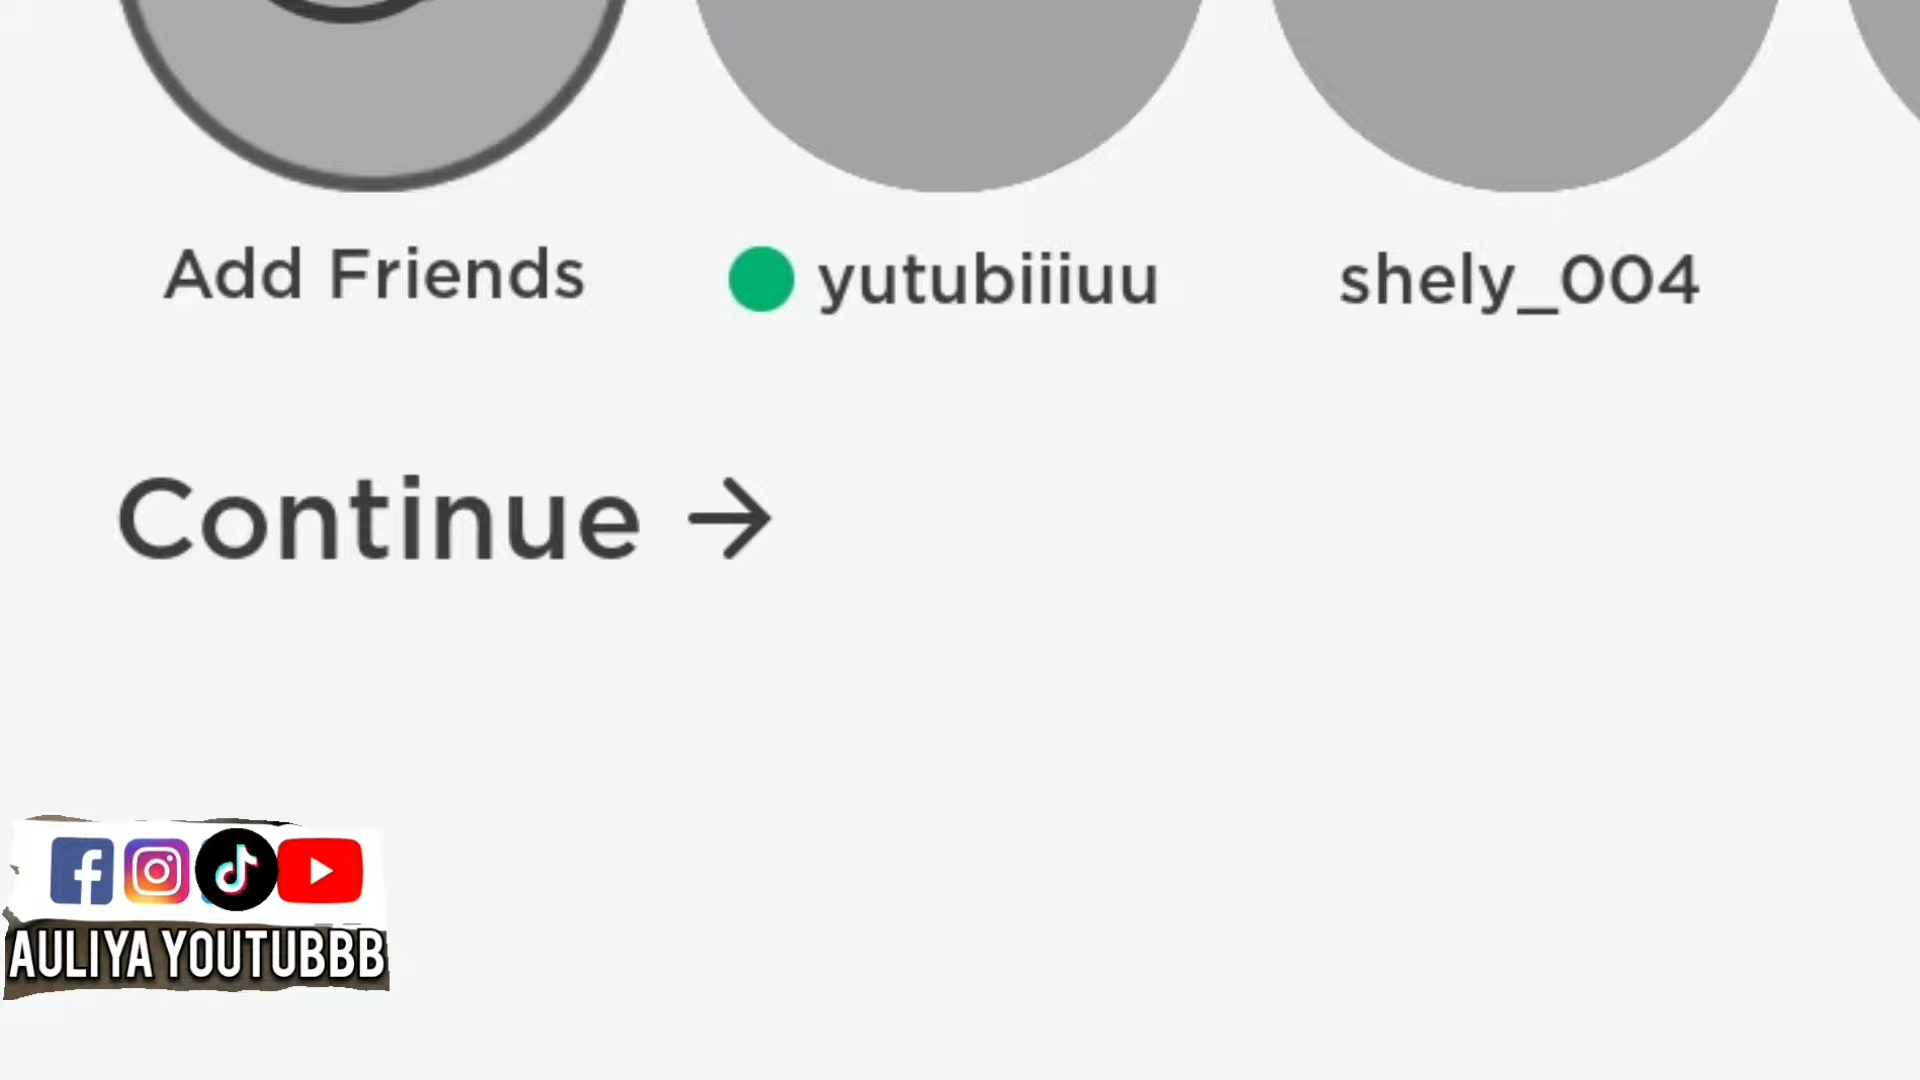 Add Friends
yutubiiiuu
shely_004
Continue →
AULIYA YOUTUBBB